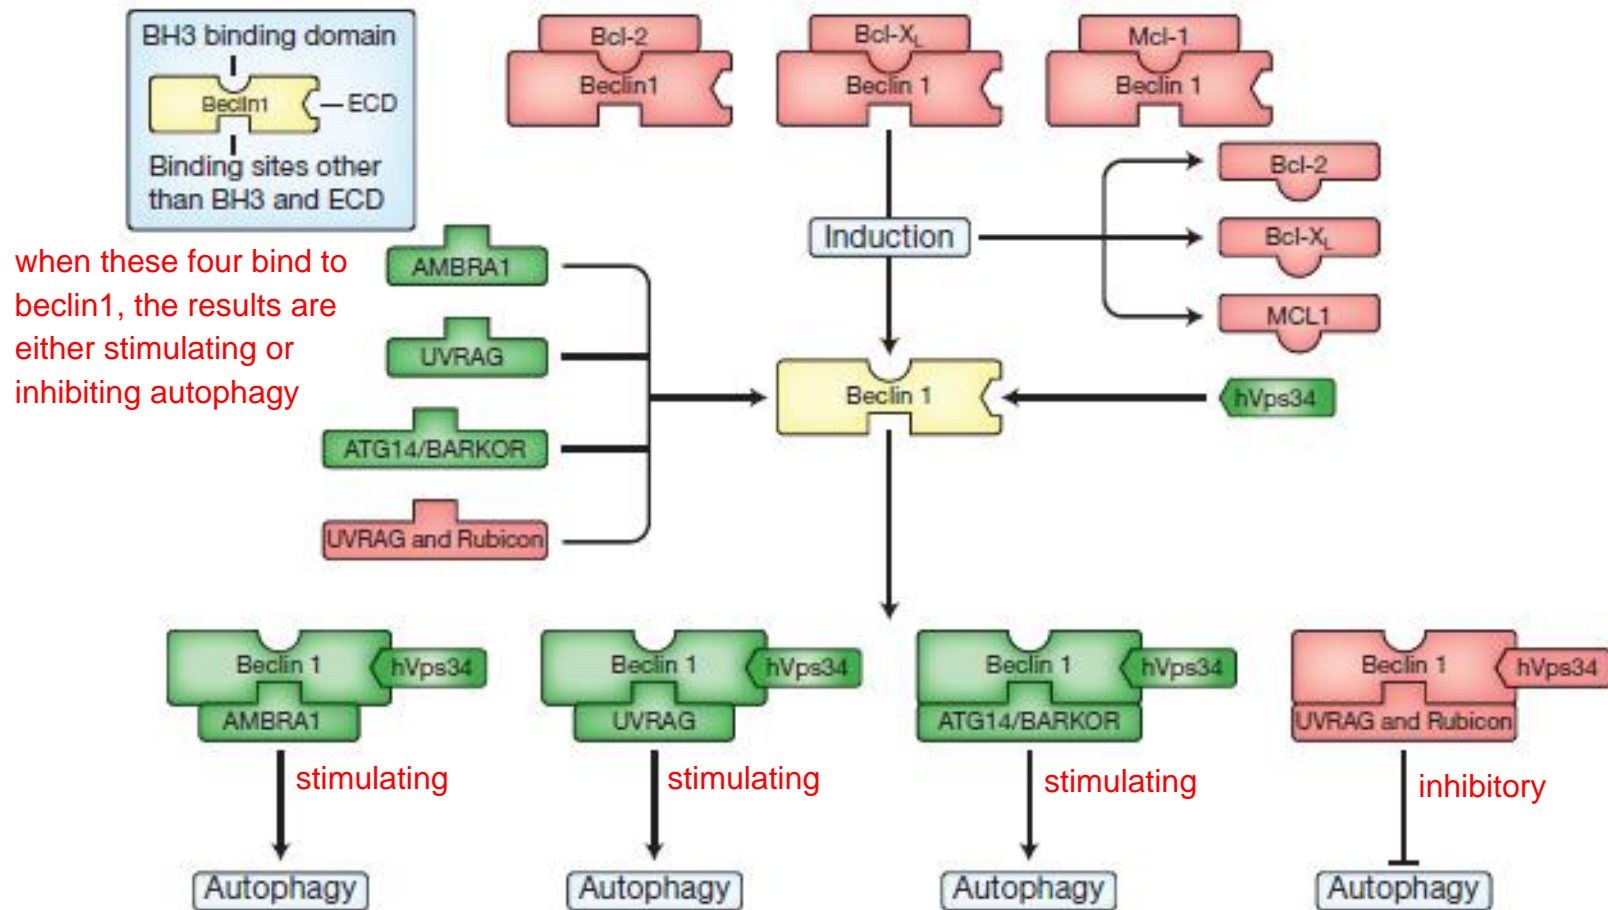 BH3 binding domain
Beclin1
ECD
Binding sites other
than BH3 and ECD
Bcl-2
Beclin1
Bcl-XL
Beclin 1
Mcl-1
Beclin 1
Induction
Bcl-2
Bcl-XL
MCL1
when these four bind to
beclin1, the results are
either stimulating or
inhibiting autophagy
AMBRA1
UVRAG
ATG14/BARKOR
UVRAG and Rubicon
Beclin 1
hVps34
Beclin 1
hVps34
AMBRA1
stimulating
Autophagy
Beclin 1
hVps34
UVRAG
stimulating
Autophagy
Beclin 1
hVps34
ATG14/BARKOR
stimulating
Autophagy
Beclin 1
hVps34
UVRAG and Rubicon
inhibitory
Autophagy